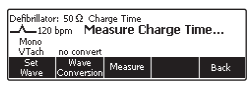 Defibrillator: 50 Ω Charge Time
120 bpm Measure Charge Time...
Mono
VTach no convert
Set Wave
Wave Conversion
Measure
Back